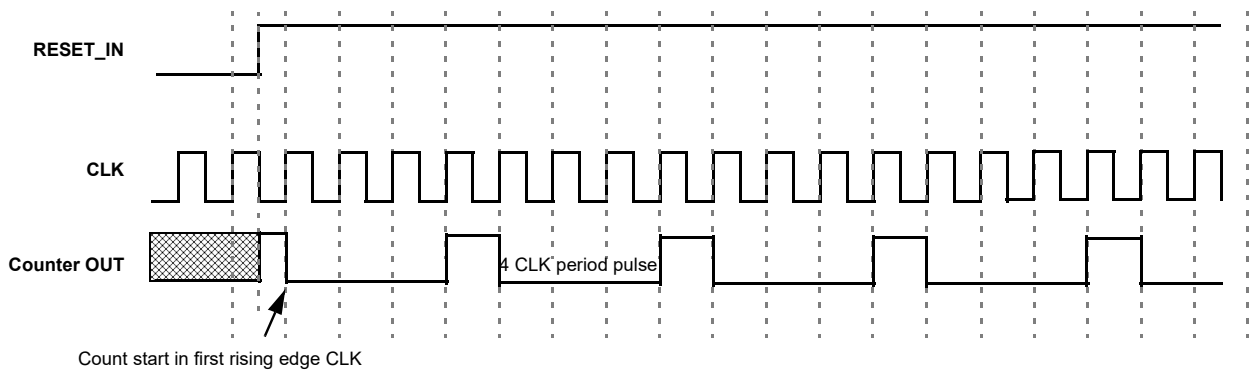 RESET_IN
CLK
Counter OUT
4 CLK period pulse
Count start in first rising edge CLK